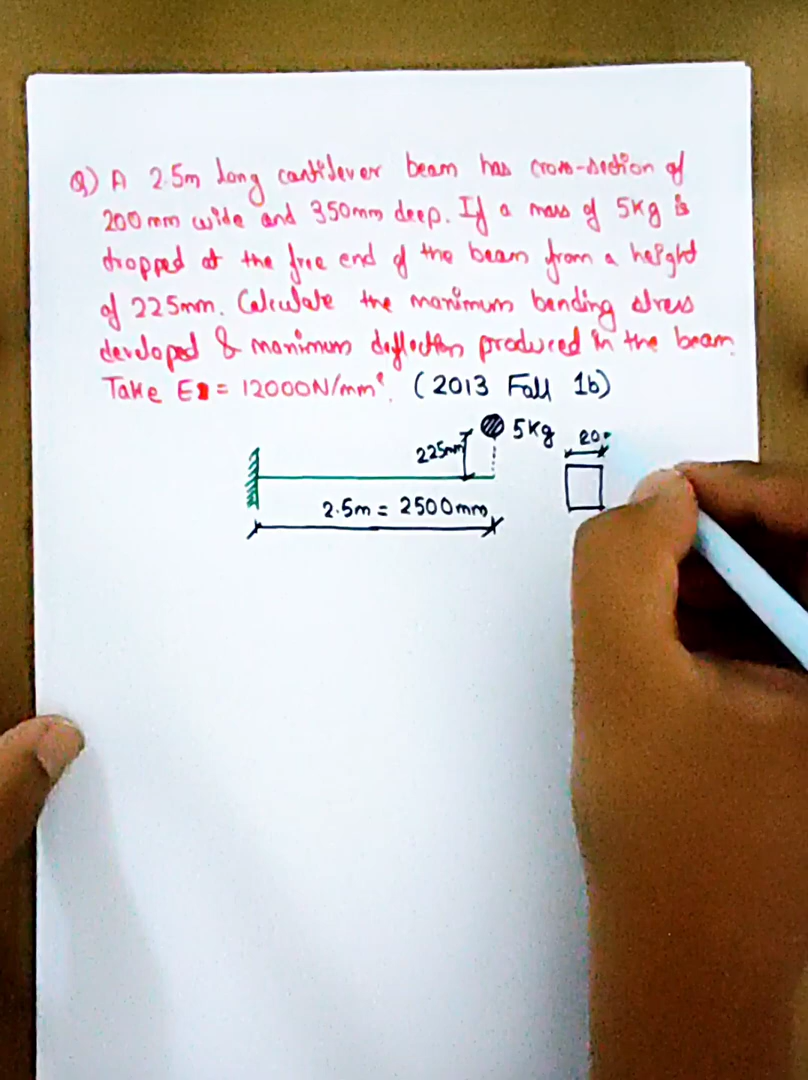 Q) A 2.5m long cantilever beam has cross-section of
200mm wide and 350mm deep. If a mass of 5Kg is
dropped at the free end of the beam from a height
of 225mm. Calculate the maximum bending stress
developed & maximum deflection produced in the beam.
Take E = 12000N/mm². (2013 Fall 1b)
225mm
5Kg
20
2.5m = 2500mm